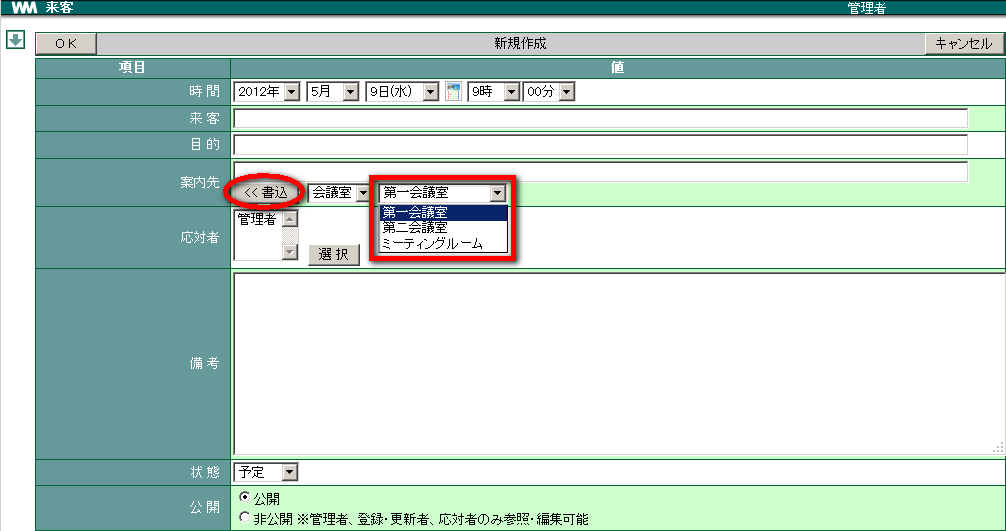 WM 来客 管理者
OK 新規作成 キャンセル
項目 値
時間 2012年 5月 9日(水) 9時 00分
来客
目的
案内先
<< 書込 会議室 第一会議室
第一会議室
第二会議室
ミーティングルーム
応対者 管理者
選択
備考
状態 予定
公開 公開
非公開 ※管理者、登録・更新者、応対者のみ参照・編集可能